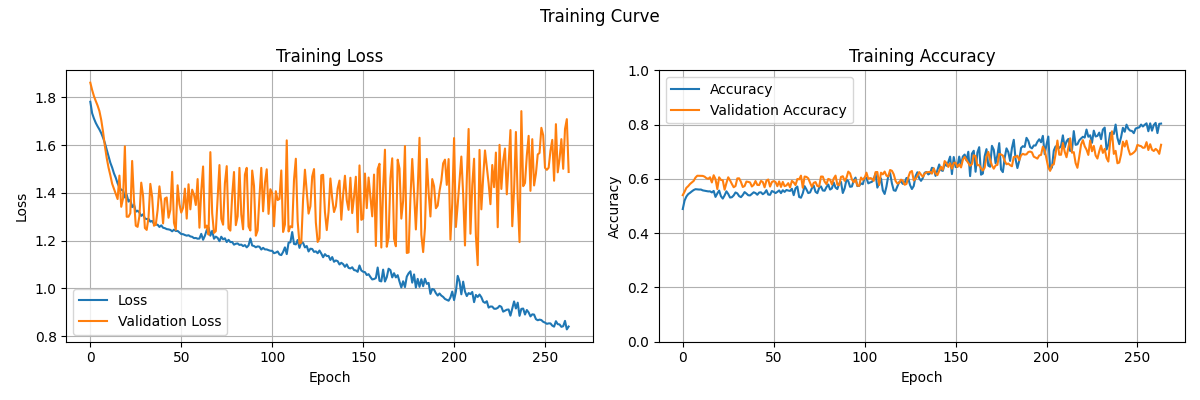 Training Curve
Training Loss
1.8
1.6
1.4
1.2
1.0
0.8
Loss
Loss
Validation Loss
0 50 100 150 200 250
Epoch
Training Accuracy
1.0
0.8
0.6
0.4
0.2
0.0
Accuracy
Accuracy
Validation Accuracy
0 50 100 150 200 250
Epoch